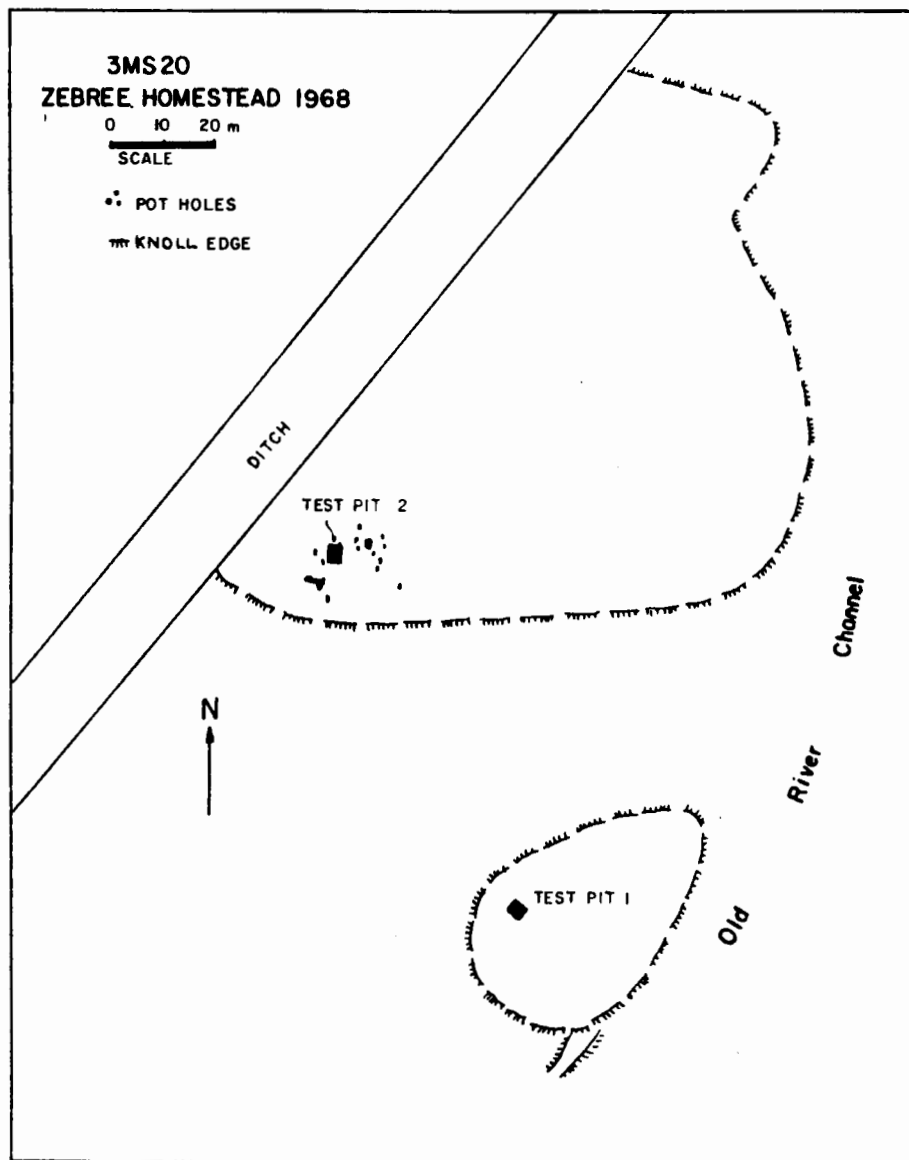 3MS20
ZEBREE HOMESTEAD 1968
0 10 20 m
SCALE
POT HOLES
KNOLL EDGE
DITCH
TEST PIT 2
N
TEST PIT 1
Old River Channel